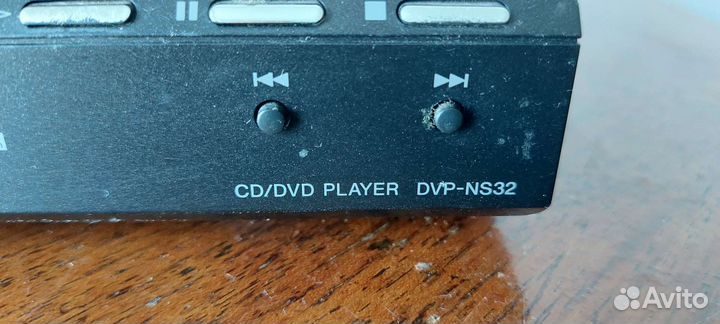 CD/DVD PLAYER DVP-NS32
Avito